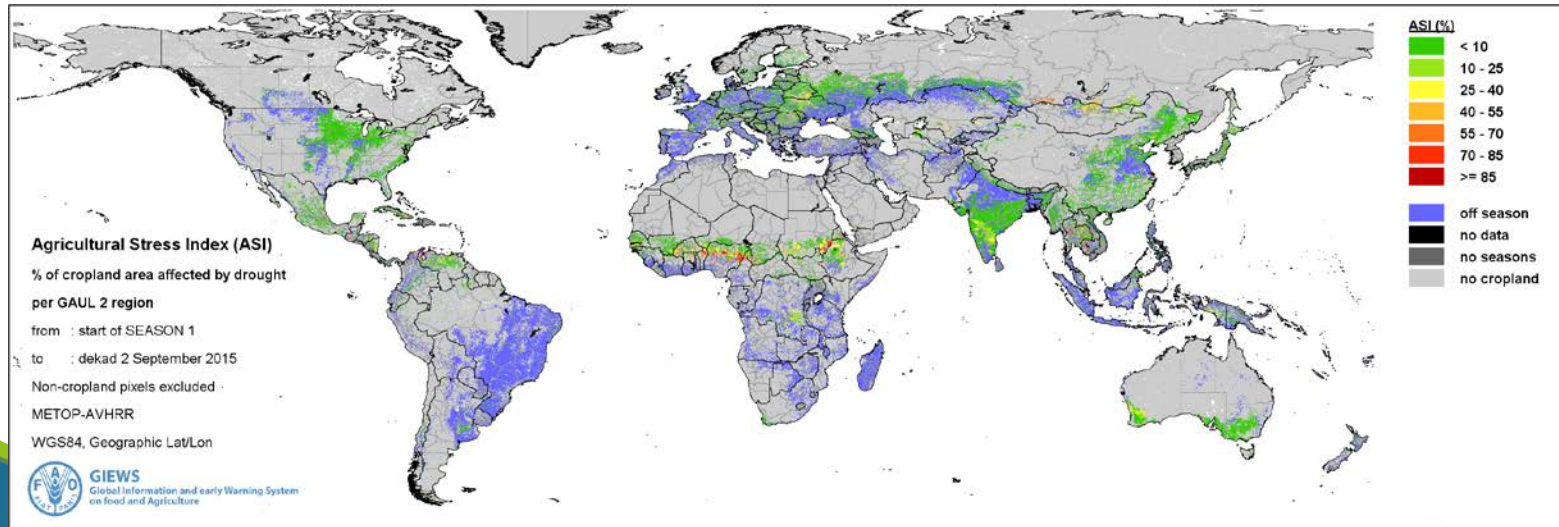 Agricultural Stress Index (ASI)
% of cropland area affected by drought
per GAUL 2 region
from : start of SEASON 1
to : dekad 2 September 2015
Non-cropland pixels excluded
METOP-AVHRR
WGS84, Geographic Lat/Lon
F A O
FIAT PANIS
GIEWS
Global Information and early Warning System
on food and Agriculture
ASI (%)
< 10
10 - 25
25 - 40
40 - 55
55 - 70
70 - 85
>= 85
off season
no data
no seasons
no cropland